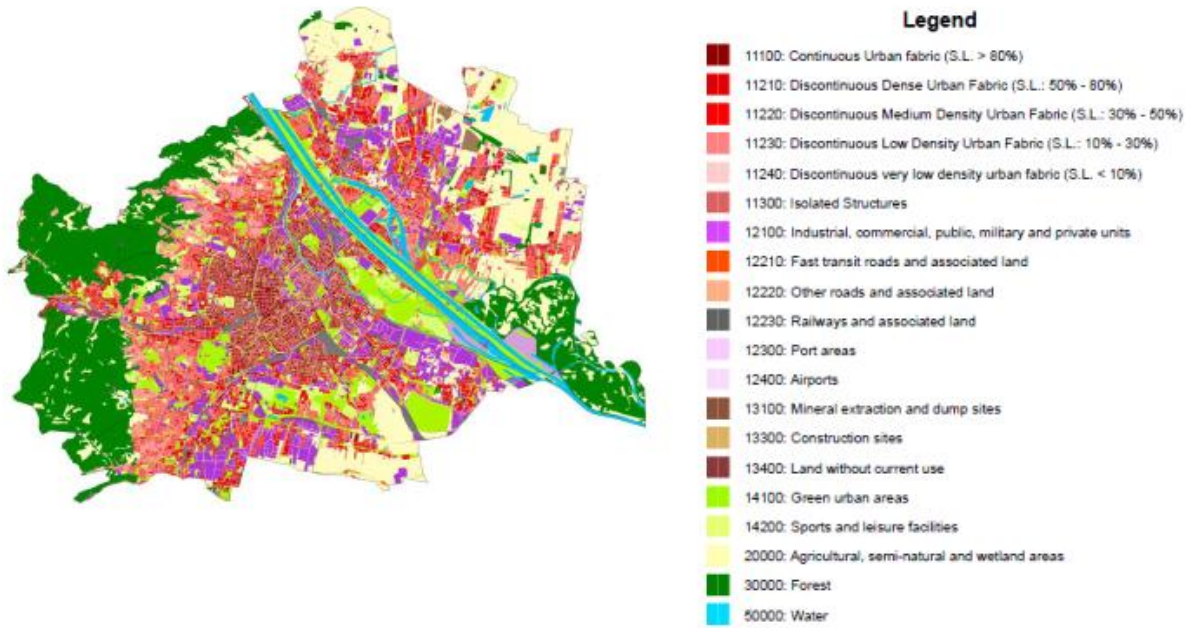 Legend
11100: Continuous Urban fabric (S.L. > 80%)
11210: Discontinuous Dense Urban Fabric (S.L.: 50% - 80%)
11220: Discontinuous Medium Density Urban Fabric (S.L.: 30% - 50%)
11230: Discontinuous Low Density Urban Fabric (S.L.: 10% - 30%)
11240: Discontinuous very low density urban fabric (S.L. < 10%)
11300: Isolated Structures
12100: Industrial, commercial, public, military and private units
12210: Fast transit roads and associated land
12220: Other roads and associated land
12230: Railways and associated land
12300: Port areas
12400: Airports
13100: Mineral extraction and dump sites
13300: Construction sites
13400: Land without current use
14100: Green urban areas
14200: Sports and leisure facilities
20000: Agricultural, semi-natural and wetland areas
30000: Forest
50000: Water